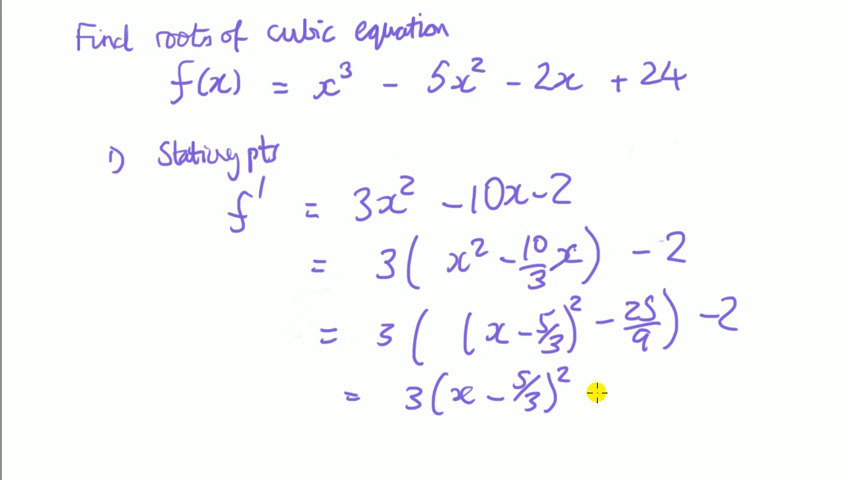 Find roots of cubic equation
f(x) = x³ - 5x² - 2x + 24
1) Stationary pts
f' = 3x² - 10x - 2
= 3( x² - 10/3 x ) - 2
= 3( (x - 5/3)² - 25/9 ) - 2
= 3(x - 5/3)²